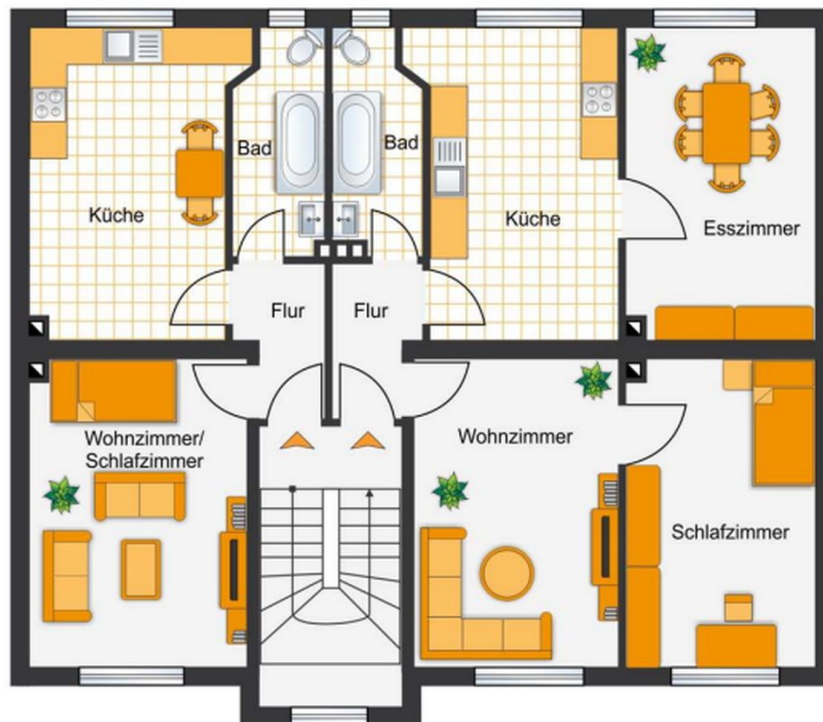 Bad
Bad
Küche
Küche
Esszimmer
Flur
Flur
Wohnzimmer/
Schlafzimmer
Wohnzimmer
Schlafzimmer